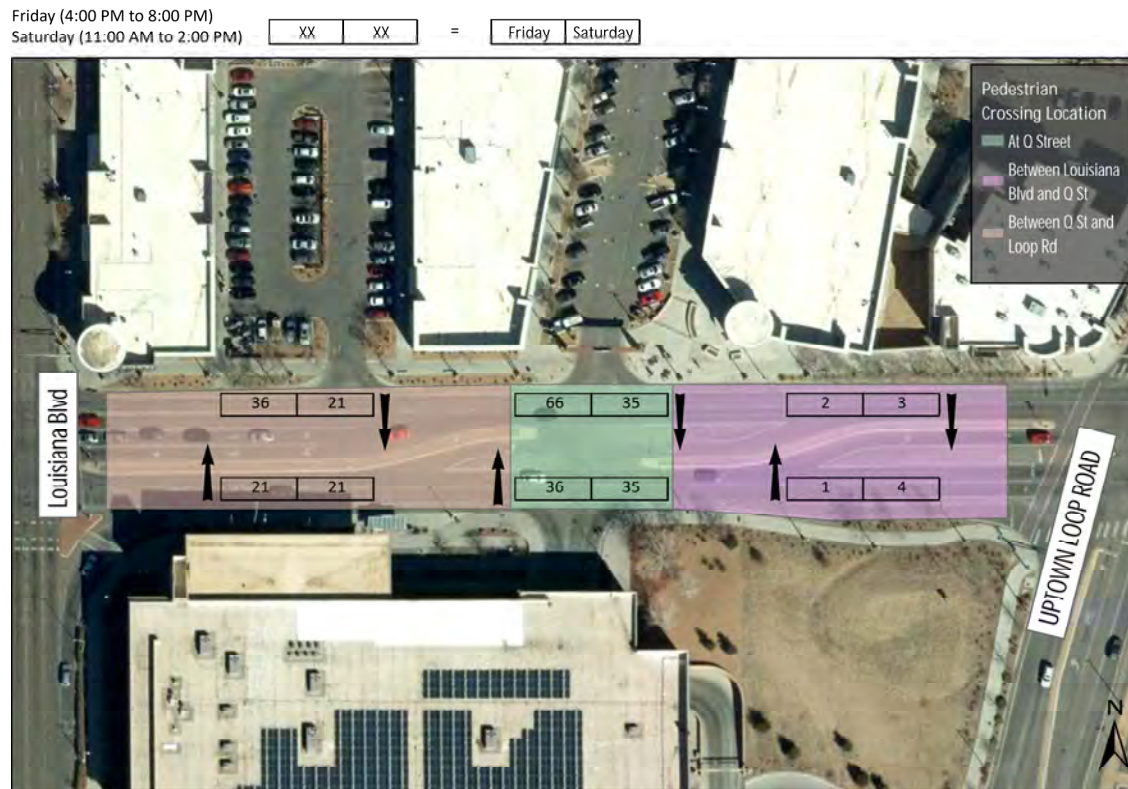 Friday (4:00 PM to 8:00 PM)
Saturday (11:00 AM to 2:00 PM)
XX XX = Friday Saturday
Pedestrian
Crossing Location
At Q Street
Between Louisiana
Blvd and Q St
Between Q St and
Loop Rd
Louisiana Blvd
36 21
66 35
2 3
21 21
36 35
1 4
UPTOWN LOOP ROAD
N